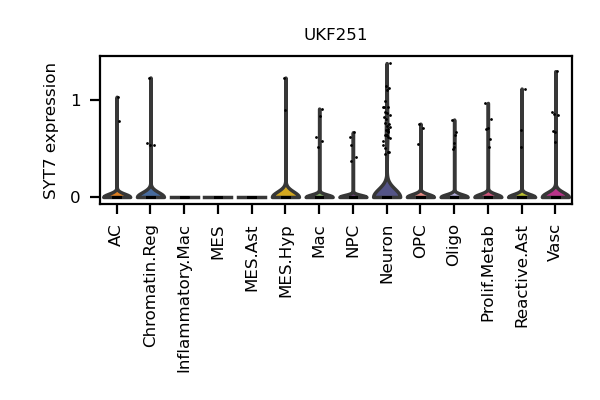 UKF251
SYT7 expression
1
0
AC
Chromatin.Reg
Inflammatory.Mac
MES
MES.Ast
MES.Hyp
Mac
NPC
Neuron
OPC
Oligo
Prolif.Metab
Reactive.Ast
Vasc